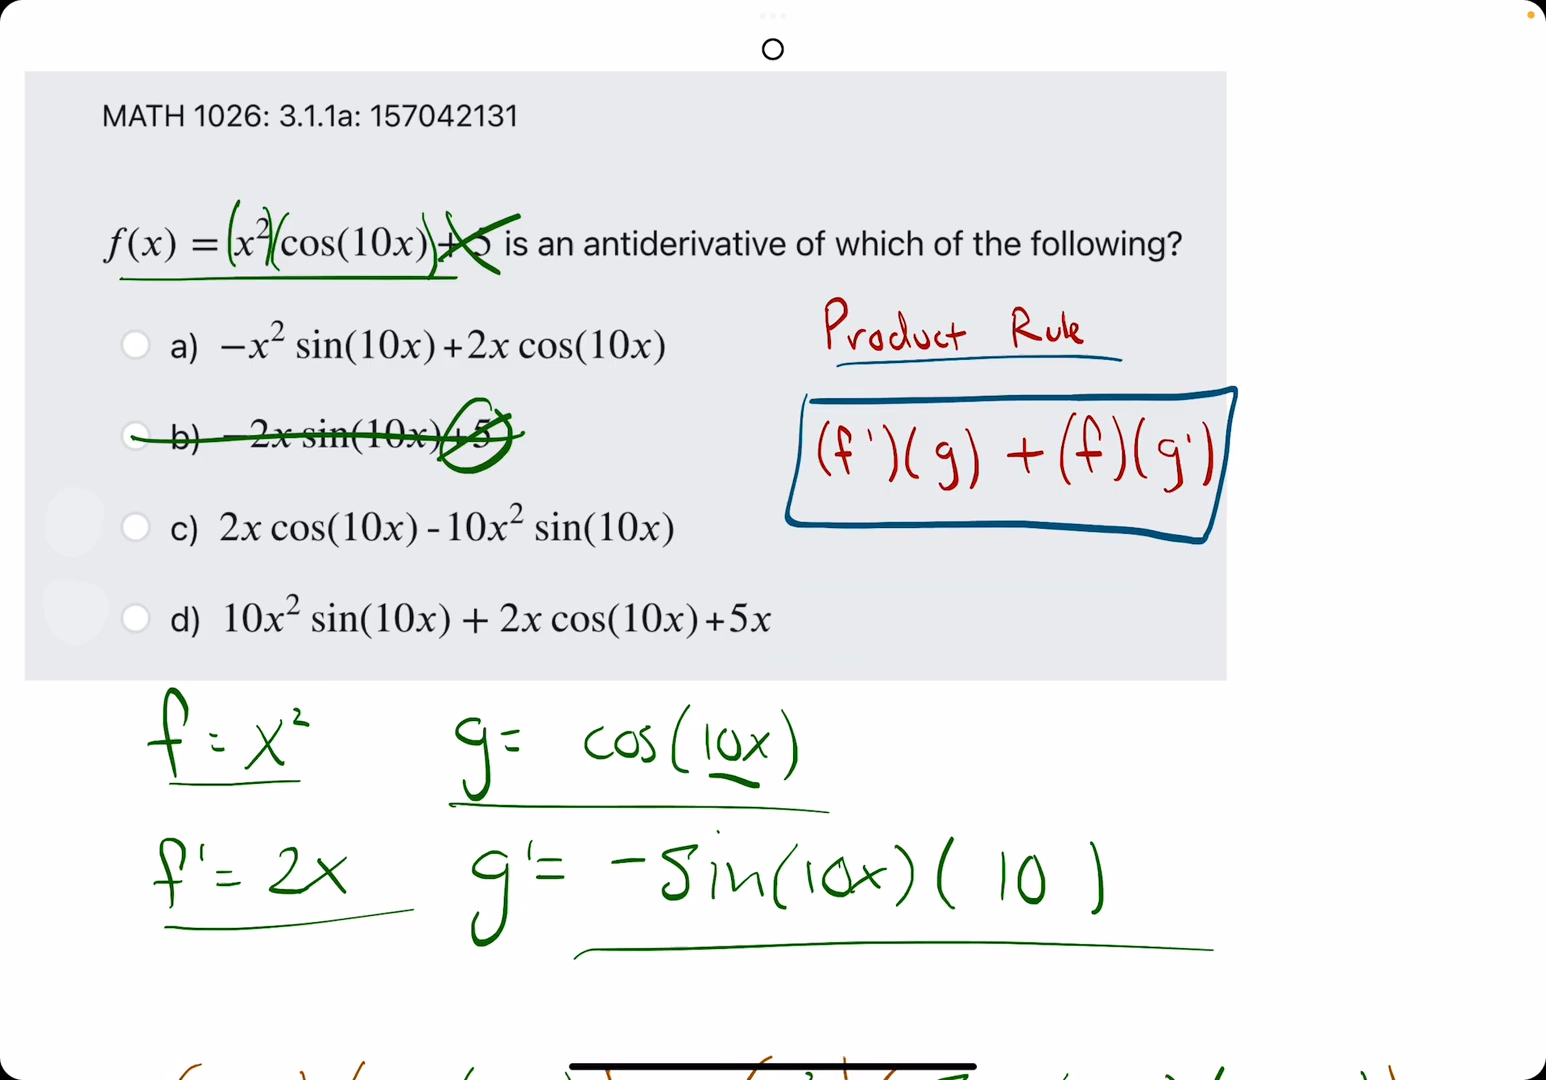 MATH 1026: 3.1.1a: 157042131
f(x) = (x²)(cos(10x)) + 5 is an antiderivative of which of the following?
a) −x² sin(10x)+2x cos(10x)
Product Rule
b) −2x sin(10x)+5
(f')(g) + (f)(g')
c) 2x cos(10x) - 10x² sin(10x)
d) 10x² sin(10x) + 2x cos(10x)+5x
f = x² g = cos(10x)
f' = 2x g' = -sin(10x)(10)